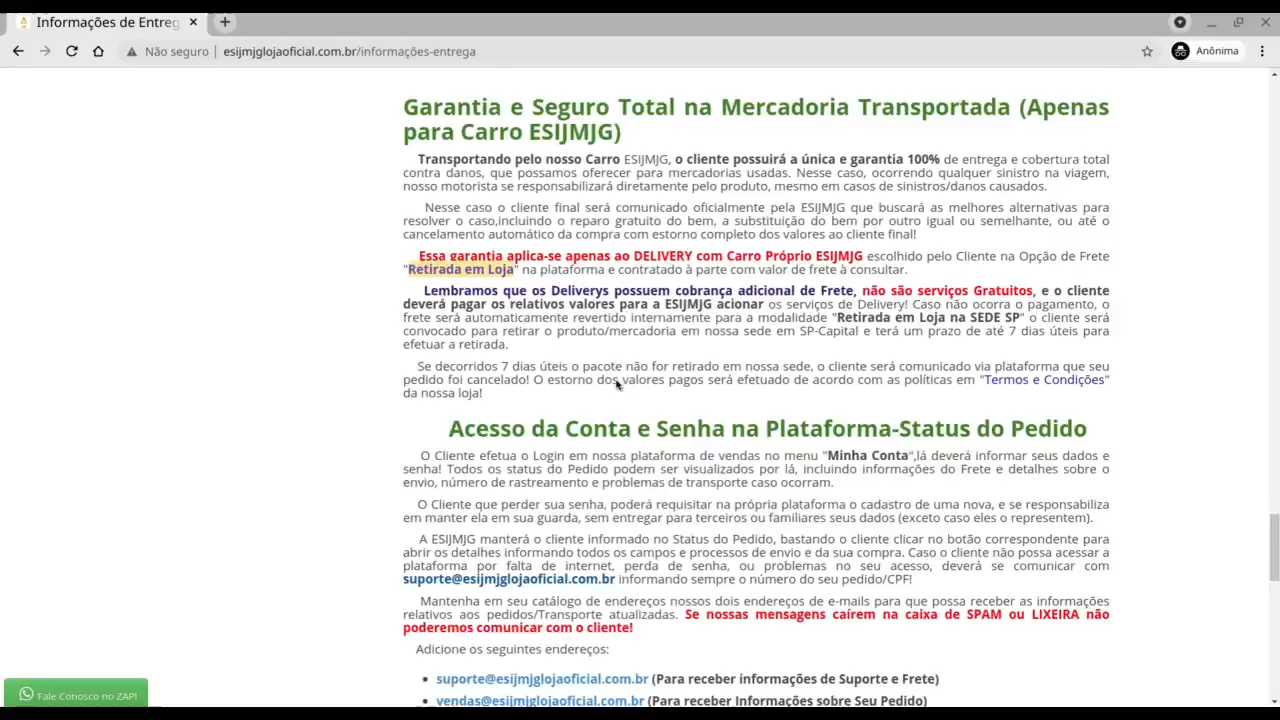 Informações de Entreg
Não seguro | esijmjglojaoficial.com.br/informações-entrega
Anônima
Garantia e Seguro Total na Mercadoria Transportada (Apenas
para Carro ESIJMJG)
Transportando pelo nosso Carro ESIJMJG, o cliente possuirá a única e garantia 100% de entrega e cobertura total
contra danos, que possamos oferecer para mercadorias usadas. Nesse caso, ocorrendo qualquer sinistro na viagem,
nosso motorista se responsabilizará diretamente pelo produto, mesmo em casos de sinistros/danos causados.
Nesse caso o cliente final será comunicado oficialmente pela ESIJMJG que buscará as melhores alternativas para
resolver o caso,incluindo o reparo gratuito do bem, a substituição do bem por outro igual ou semelhante, ou até o
cancelamento automático da compra com estorno completo dos valores ao cliente final!
Essa garantia aplica-se apenas ao DELIVERY com Carro Próprio ESIJMJG escolhido pelo Cliente na Opção de Frete
"Retirada em Loja" na plataforma e contratado à parte com valor de frete à consultar.
Lembramos que os Deliverys possuem cobrança adicional de Frete, não são serviços Gratuitos, e o cliente
deverá pagar os relativos valores para a ESIJMJG acionar os serviços de Delivery! Caso não ocorra o pagamento, o
frete será automaticamente revertido internamente para a modalidade "Retirada em Loja na SEDE SP" o cliente será
convocado para retirar o produto/mercadoria em nossa sede em SP-Capital e terá um prazo de até 7 dias úteis para
efetuar a retirada.
Se decorridos 7 dias úteis o pacote não for retirado em nossa sede, o cliente será comunicado via plataforma que seu
pedido foi cancelado! O estorno dos valores pagos será efetuado de acordo com as políticas em "Termos e Condições"
da nossa loja!
Acesso da Conta e Senha na Plataforma-Status do Pedido
O Cliente efetua o Login em nossa plataforma de vendas no menu "Minha Conta",lá deverá informar seus dados e
senha! Todos os status do Pedido podem ser visualizados por lá, incluindo informações do Frete e detalhes sobre o
envio, número de rastreamento e problemas de transporte caso ocorram.
O Cliente que perder sua senha, poderá requisitar na própria plataforma o cadastro de uma nova, e se responsabiliza
em manter ela em sua guarda, sem entregar para terceiros ou familiares seus dados (exceto caso eles o representem).
A ESIJMJG manterá o cliente informado no Status do Pedido, bastando o cliente clicar no botão correspondente para
abrir os detalhes informando todos os campos e processos de envio e da sua compra. Caso o cliente não possa acessar a
plataforma por falta de internet, perda de senha, ou problemas no seu acesso, deverá se comunicar com
suporte@esijmjglojaoficial.com.br informando sempre o número do seu pedido/CPF!
Mantenha em seu catálogo de endereços nossos dois endereços de e-mails para que possa receber as informações
relativos aos pedidos/Transporte atualizadas. Se nossas mensagens caírem na caixa de SPAM ou LIXEIRA não
poderemos comunicar com o cliente!
Adicione os seguintes endereços:
• suporte@esijmjglojaoficial.com.br (Para receber informações de Suporte e Frete)
Fale Conosco no ZAP!
• vendas@esijmjglojaoficial.com.br (Para receber Informações sobre Seu Pedido)